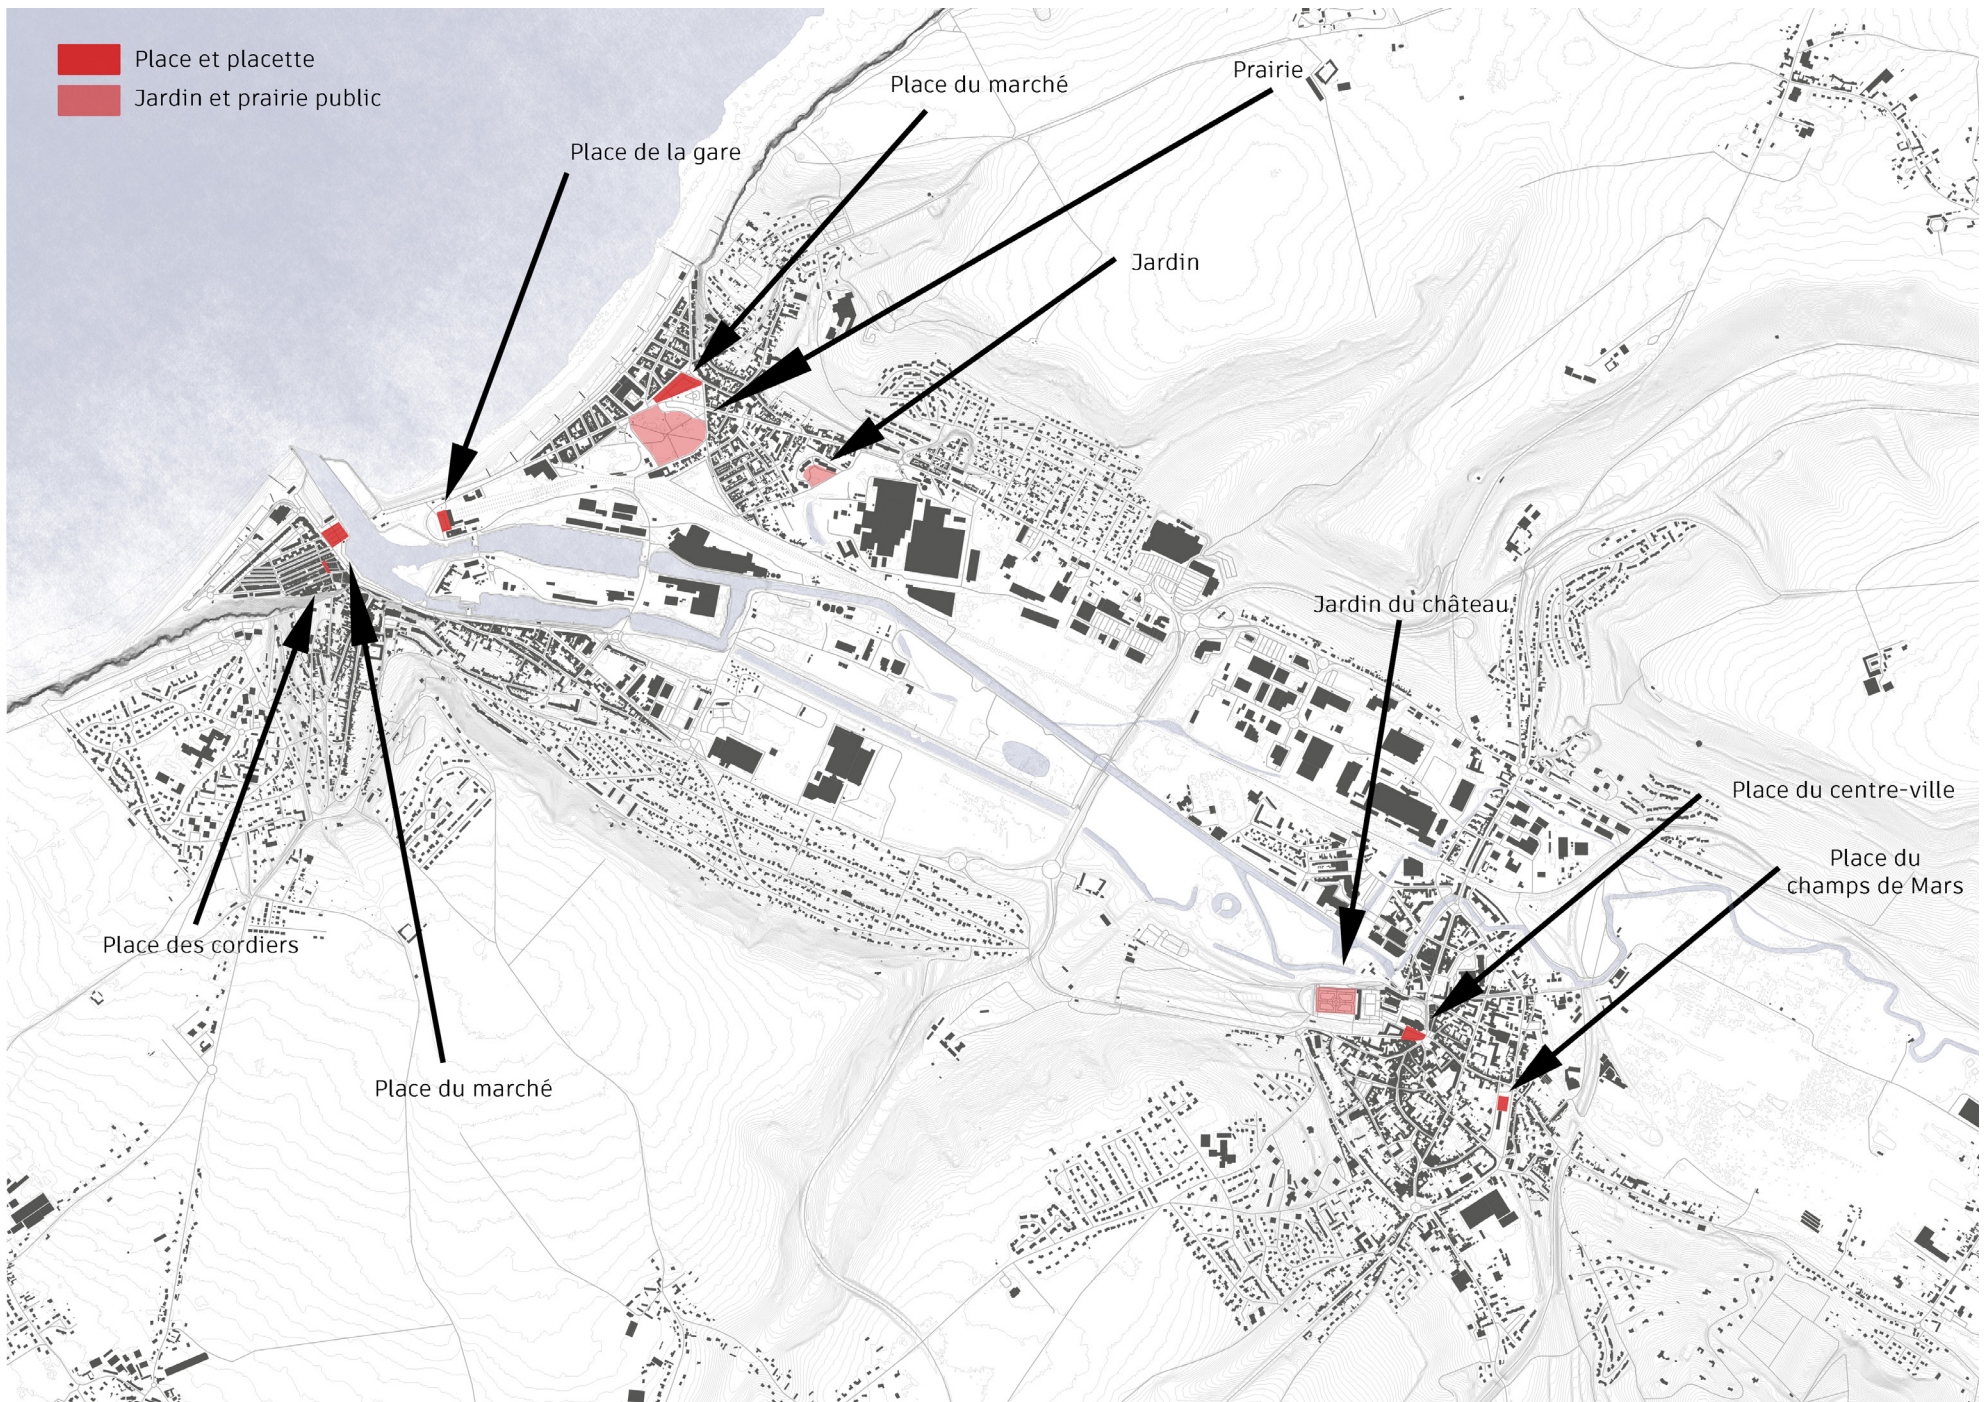 Place et placette
Jardin et prairie public
Prairie
Place du marché
Place de la gare
Jardin
Jardin du château
Place du centre-ville
Place du
champs de Mars
Place des cordiers
Place du marché